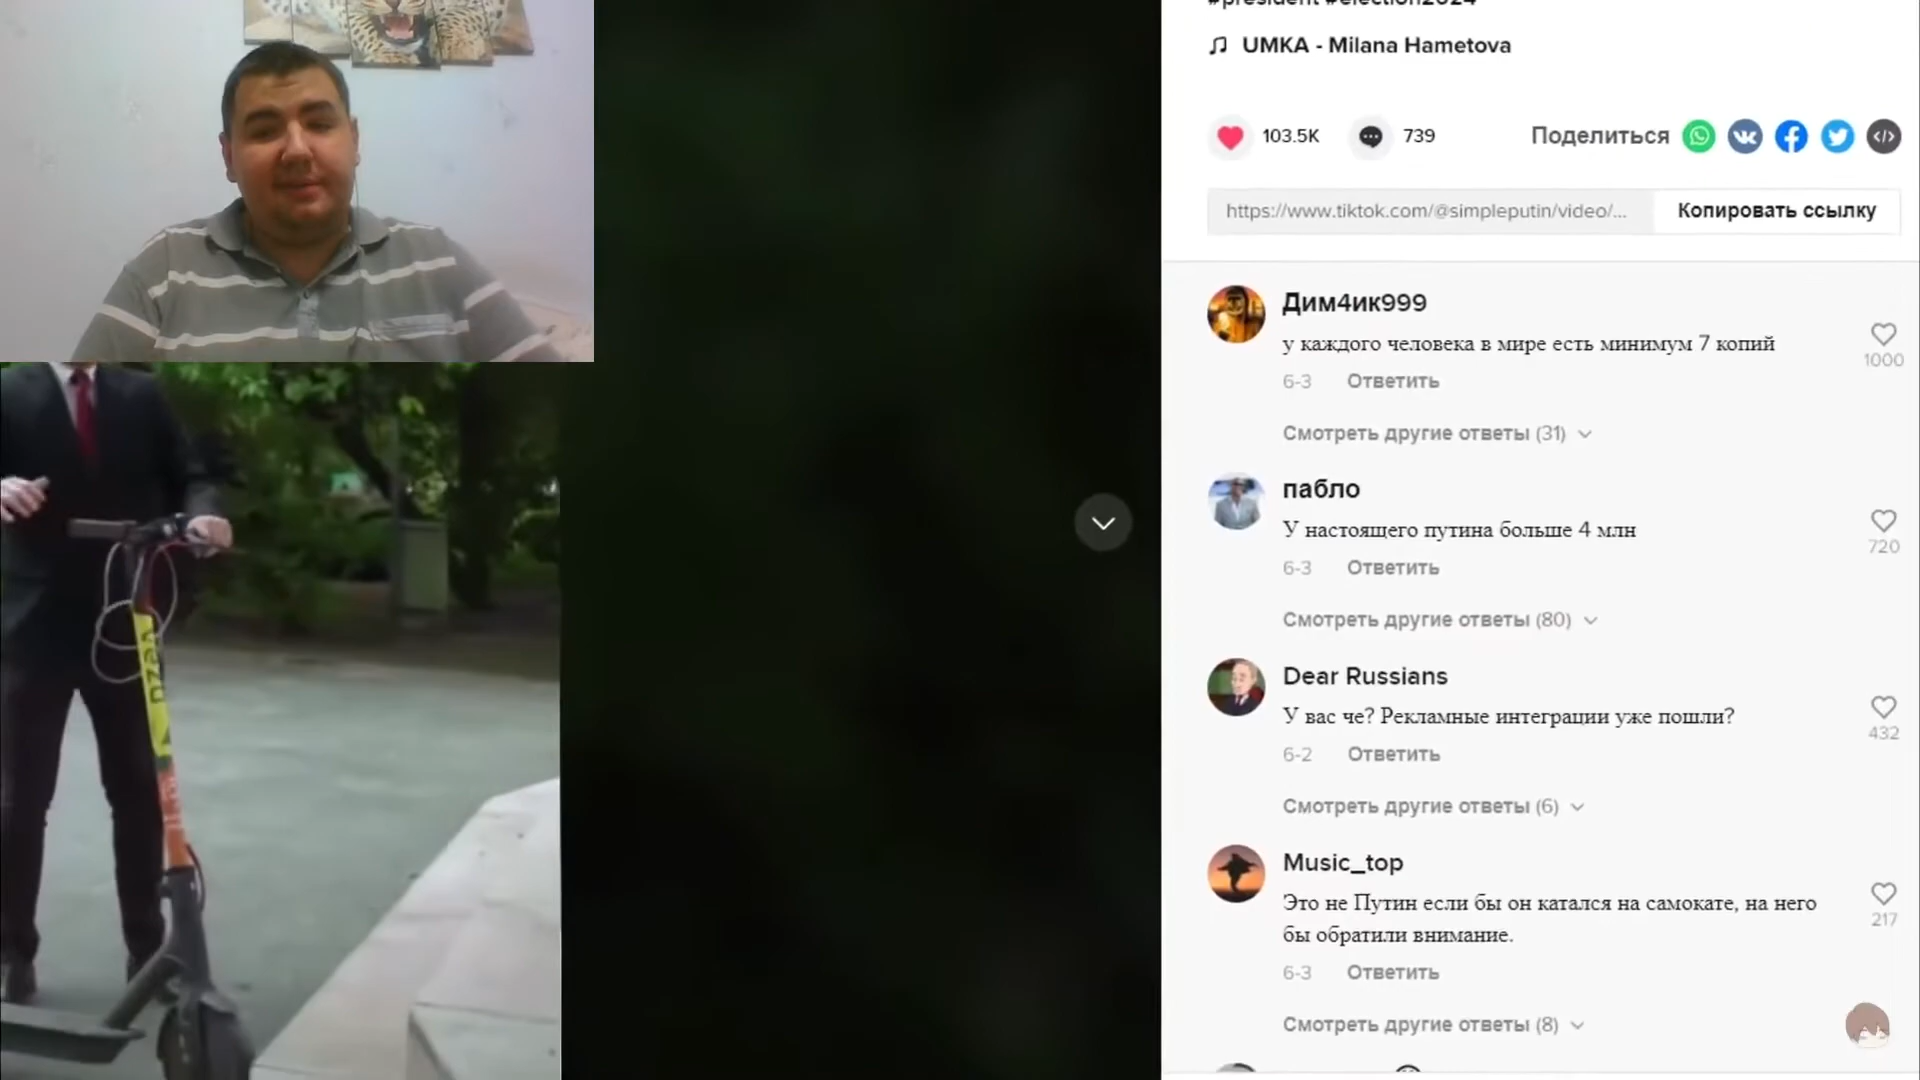 #president #election2024
UMKA - Milana Hametova
103.5K
739
Поделиться
https://www.tiktok.com/@simpleputin/video/...
Копировать ссылку
Дим4ик999
у каждого человека в мире есть минимум 7 копий
1000
6-3
Ответить
Смотреть другие ответы (31)
пабло
У настоящего путина больше 4 млн
720
6-3
Ответить
Смотреть другие ответы (80)
Dear Russians
У вас че? Рекламные интеграции уже пошли?
432
6-2
Ответить
Смотреть другие ответы (6)
Music_top
Это не Путин если бы он катался на самокате, на него
бы обратили внимание.
217
6-3
Ответить
Смотреть другие ответы (8)